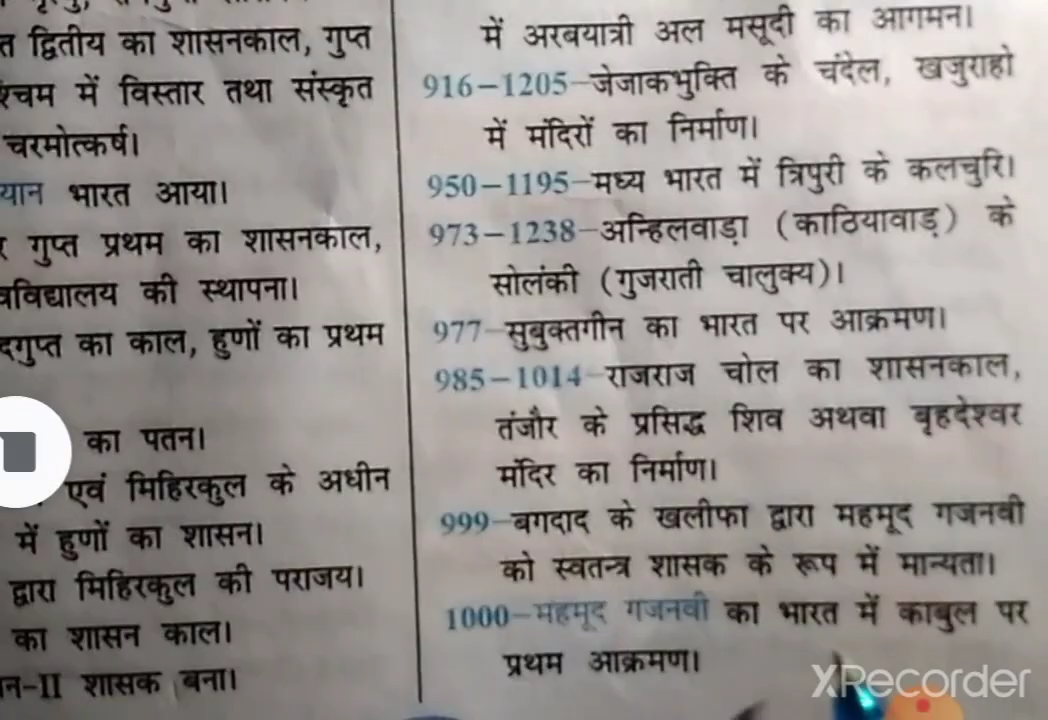 त द्वितीय का शासनकाल, गुप्त
में विस्तार तथा संस्कृत
चरमोत्कर्ष।
यान भारत आया।
गुप्त प्रथम का शासनकाल,
वविद्यालय की स्थापना।
दगुप्त का काल, हुणों का प्रथम
का पतन।
एवं मिहिरकुल के अधीन
में हुणों का शासन।
द्वारा मिहिरकुल की पराजय।
का शासन काल।
न-II शासक बना।
में अरबयात्री अल मसूदी का आगमन।
916-1205-जेजाकभुक्ति के चंदेल, खजुराहो
में मंदिरों का निर्माण।
950-1195-मध्य भारत में त्रिपुरी के कलचुरि।
973-1238-अन्हिलवाड़ा (काठियावाड़) के
सोलंकी (गुजराती चालुक्य)।
977-सुबुक्तगीन का भारत पर आक्रमण।
985-1014-राजराज चोल का शासनकाल,
तंजौर के प्रसिद्ध शिव अथवा बृहदेश्वर
मंदिर का निर्माण।
999-बगदाद के खलीफा द्वारा महमूद गजनवी
को स्वतन्त्र शासक के रूप में मान्यता।
1000-महमूद गजनवी का भारत में काबुल पर
प्रथम आक्रमण।
XRecorder